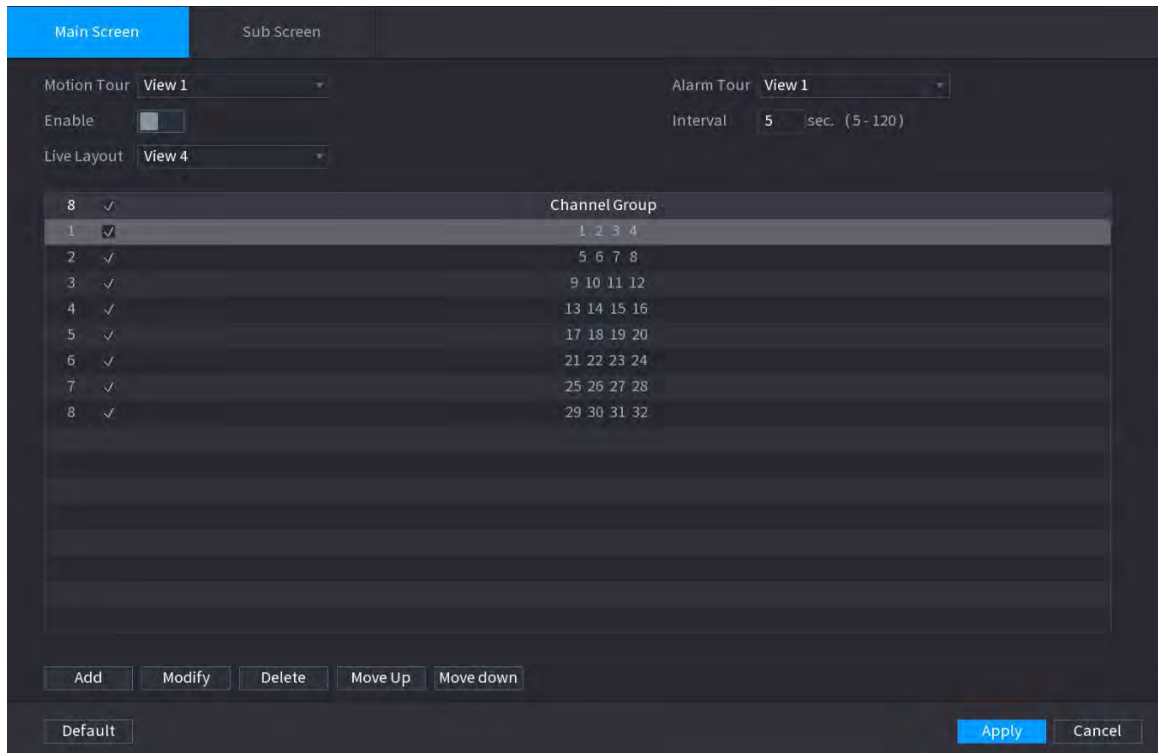 Main Screen Sub Screen
Motion Tour View 1 Alarm Tour View 1
Enable Interval 5 sec. (5-120)
Live Layout View 4
8 Channel Group
1 1 2 3 4
2 5 6 7 8
3 9 10 11 12
4 13 14 15 16
5 17 18 19 20
6 21 22 23 24
7 25 26 27 28
8 29 30 31 32
Add Modify Delete Move Up Move down
Default Apply Cancel